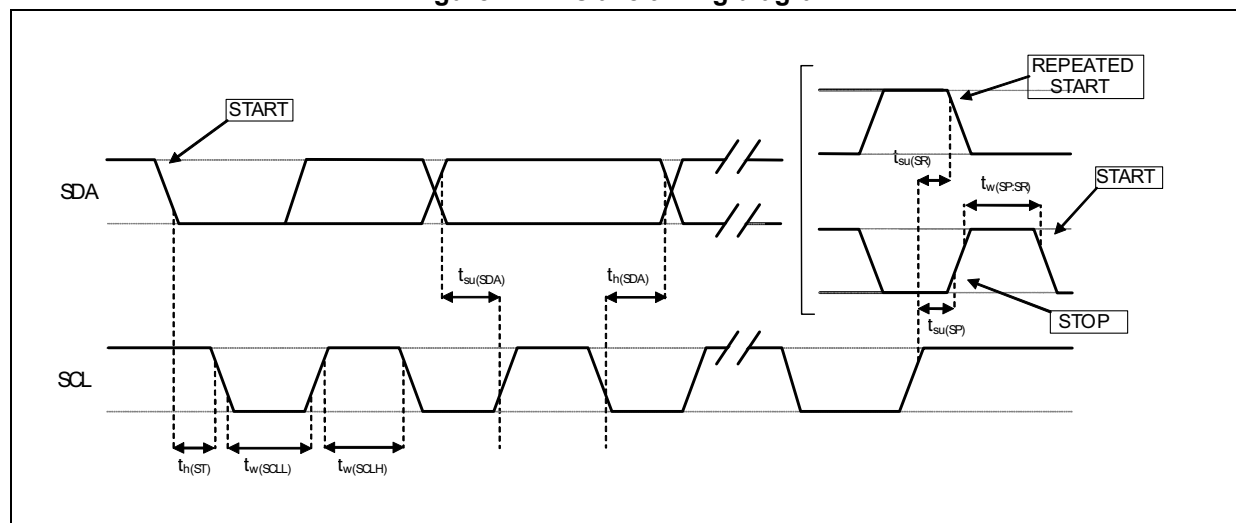 START
REPEATED
START
SDA
tsu(SR)
tw(SP:SR)
START
tsu(SDA)
th(SDA)
tsu(SP)
STOP
SCL
th(ST)
tw(SCLL)
tw(SCLH)